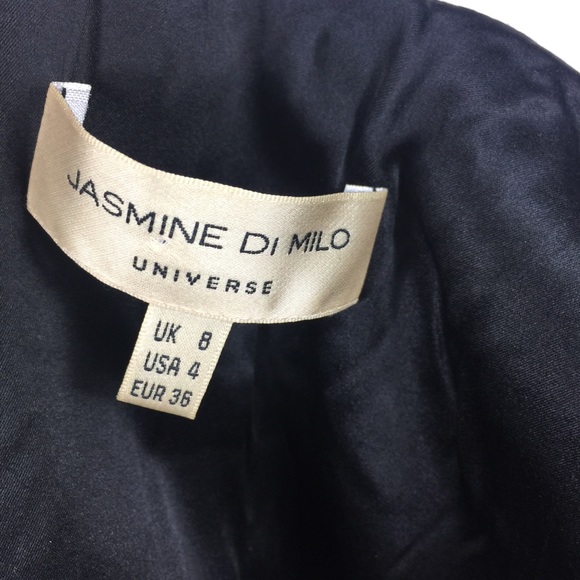 JASMINE DI MILO
UNIVERSE
UK 8
USA 4
EUR 36